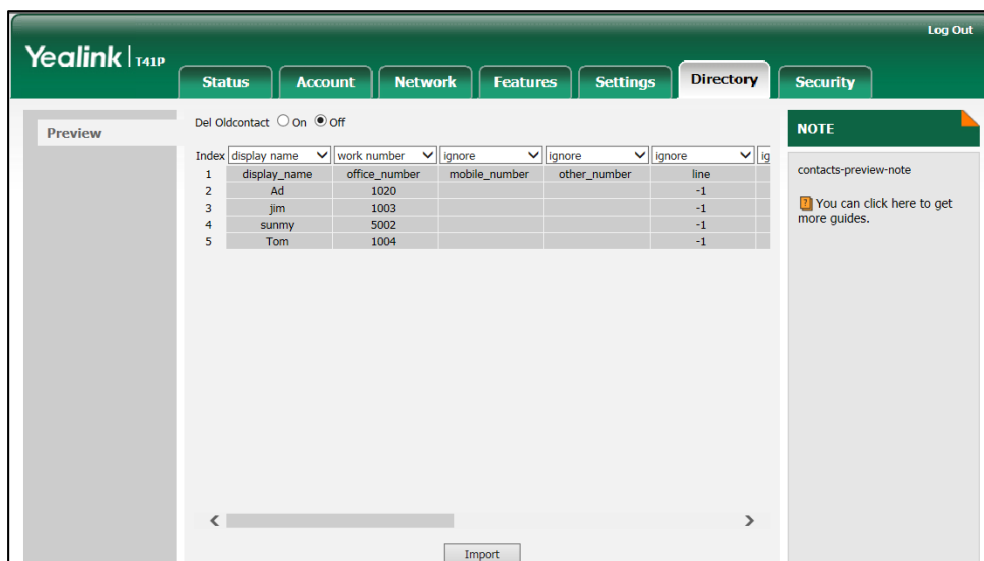 Log Out
Yealink | T41P
Status Account Network Features Settings Directory Security
Preview
Del Oldcontact On Off
Index display name work number ignore ignore ignore ig
1 display_name office_number mobile_number other_number line
2 Ad 1020 -1
3 jim 1003 -1
4 sunmy 5002 -1
5 Tom 1004 -1
Import
NOTE
contacts-preview-note
You can click here to get
more guides.